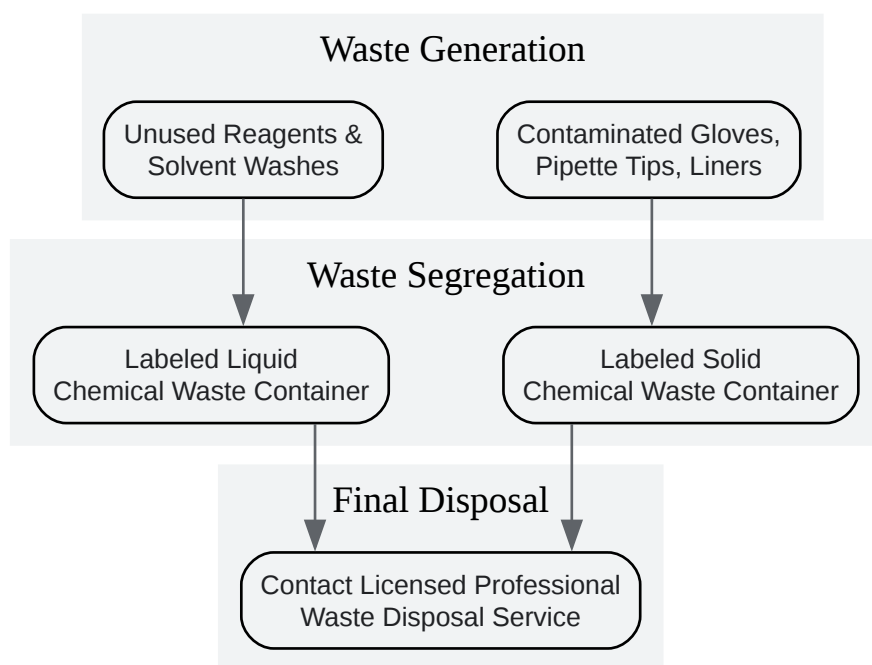 Waste Generation
Unused Reagents &
Solvent Washes
Contaminated Gloves,
Pipette Tips, Liners
Waste Segregation
Labeled Liquid
Chemical Waste Container
Labeled Solid
Chemical Waste Container
Final Disposal
Contact Licensed Professional
Waste Disposal Service